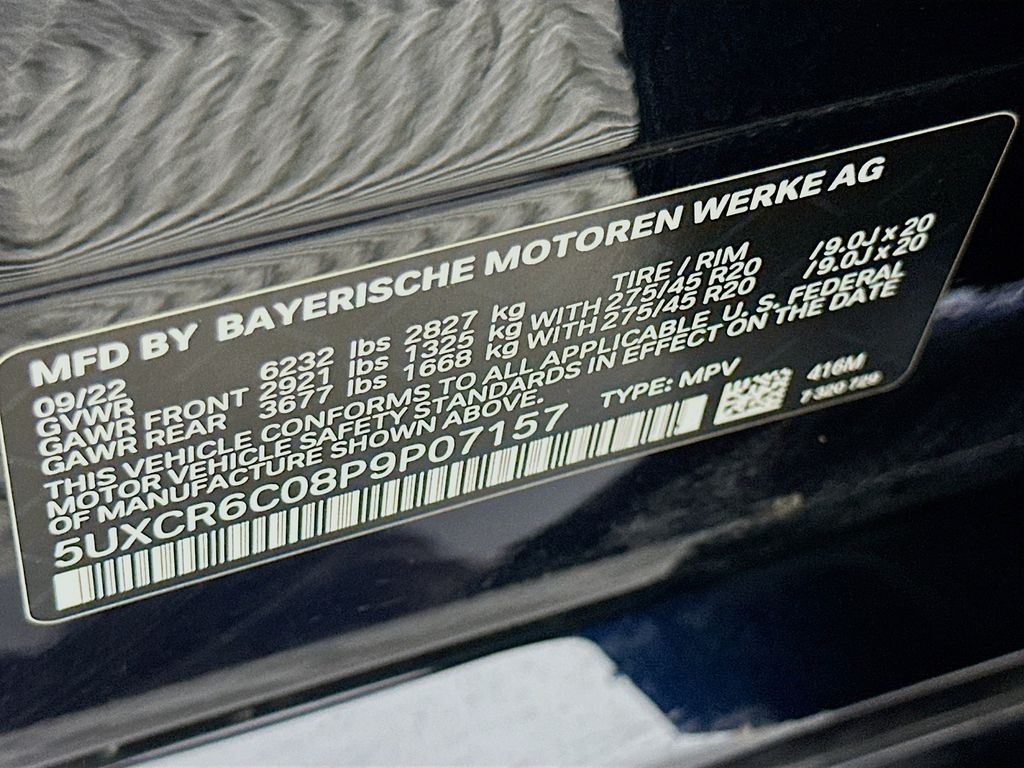 MFD BY BAYERISCHE MOTOREN WERKE AG
09/22 TIRE / RIM
GVWR 6232 lbs 2827 kg
GAWR FRONT 2921 lbs 1325 kg WITH 275/45 R20 /9.0J x 20
GAWR REAR 3677 lbs 1668 kg WITH 275/45 R20 /9.0J x 20
THIS VEHICLE CONFORMS TO ALL APPLICABLE U. S. FEDERAL
MOTOR VEHICLE SAFETY STANDARDS IN EFFECT ON THE DATE
OF MANUFACTURE SHOWN ABOVE.
5UXCR6C08P9P07157 TYPE: MPV 416M